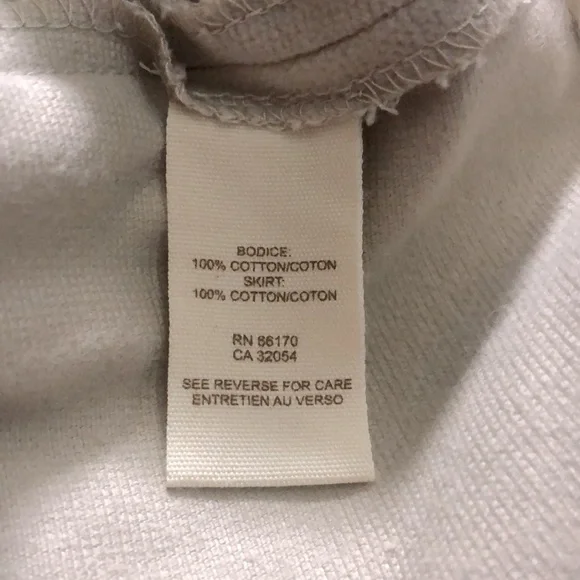 BODICE:
100% COTTON/COTON
SKIRT:
100% COTTON/COTON
RN 66170
CA 32054
SEE REVERSE FOR CARE
ENTRETIEN AU VERSO